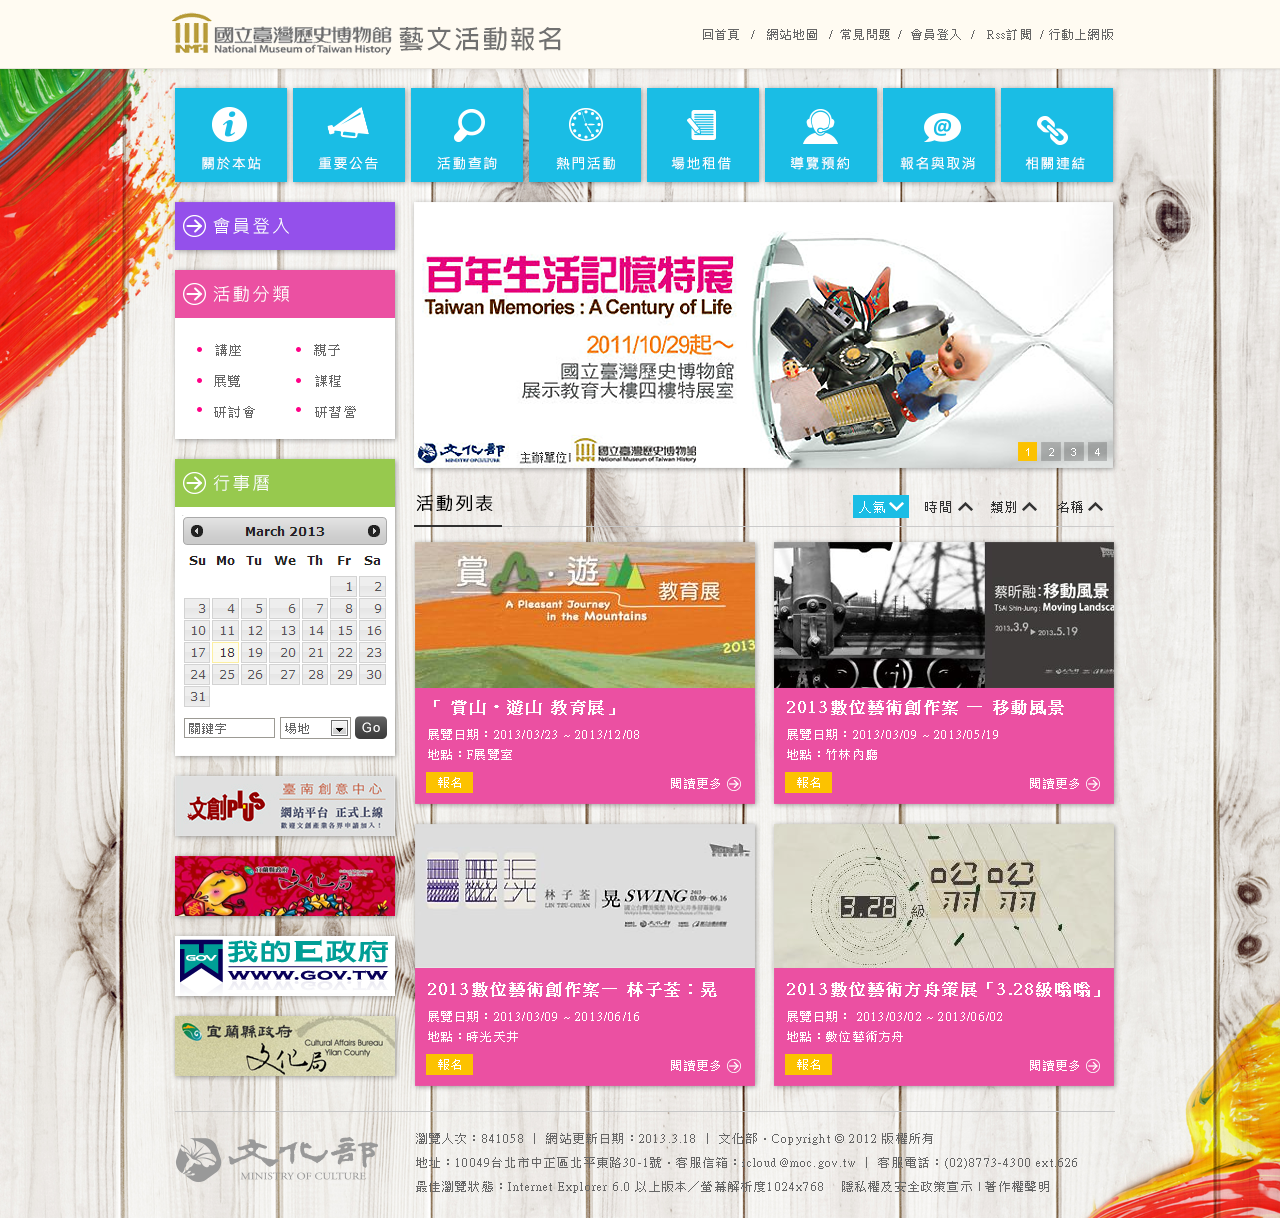 國立臺灣歷史博物館 藝文活動報名
National Museum of Taiwan History
回首頁 / 網站地圖 / 常見問題 / 會員登入 / Rss訂閱 / 行動上網版
關於本站 重要公告 活動查詢 熱門活動 場地租借 導覽預約 報名與取消 相關連結
會員登入
活動分類
講座 親子
展覽 課程
研討會 研習營
行事曆
March 2013
Su Mo Tu We Th Fr Sa
1 2
3 4 5 6 7 8 9
10 11 12 13 14 15 16
17 18 19 20 21 22 23
24 25 26 27 28 29 30
31
關鍵字 場地 Go
文創plus
臺南創意中心
網站平台 正式上線
歡迎文創產業各界申請加入!
宜蘭縣政府
文化局
GOV 我的E政府
WWW.GOV.TW
宜蘭縣政府
文化局
Cultural Affairs Bureau
Yilan County
百年生活記憶特展
Taiwan Memories : A Century of Life
2011/10/29起~
國立臺灣歷史博物館
展示教育大樓四樓特展室
文化部
MINISTRY OF CULTURE
主辦單位|
國立臺灣歷史博物館
National Museum of Taiwan History
1 2 3 4
活動列表
人氣 時間 類別 名稱
賞山·遊山 教育展
A Pleasant Journey
in the Mountains
2013
「 賞山·遊山 教育展」
展覽日期:2013/03/23 ~ 2013/12/08
地點:F展覽室
報名 閱讀更多
蔡昕融:移動風景
TSAi Shin-Jung : Moving Landsca
2013.3.9 ▸ 2013.5.19
2013數位藝術創作案 — 移動風景
展覽日期:2013/03/09 ~ 2013/05/19
地點:竹林內廳
報名 閱讀更多
林子荃 晃 SWING 2013 03.09—06.16
LIN TZU-CHUAN
2013數位藝術創作案— 林子荃:晃
展覽日期:2013/03/09 ~ 2013/06/16
地點:時光天井
報名 閱讀更多
3.28 級 嗡嗡
2013數位藝術方舟策展「3.28級嗡嗡」
展覽日期: 2013/03/02 ~ 2013/06/02
地點:數位藝術方舟
報名 閱讀更多
文化部
MINISTRY OF CULTURE
瀏覽人次:841058 | 網站更新日期:2013.3.18 | 文化部·Copyright © 2012 版權所有
地址:10049台北市中正區北平東路30-1號·客服信箱:icloud@moc.gov.tw | 客服電話:(02)8773-4300 ext.626
最佳瀏覽狀態:Internet Explorer 6.0 以上版本/螢幕解析度1024x768 隱私權及安全政策宣示 | 著作權聲明